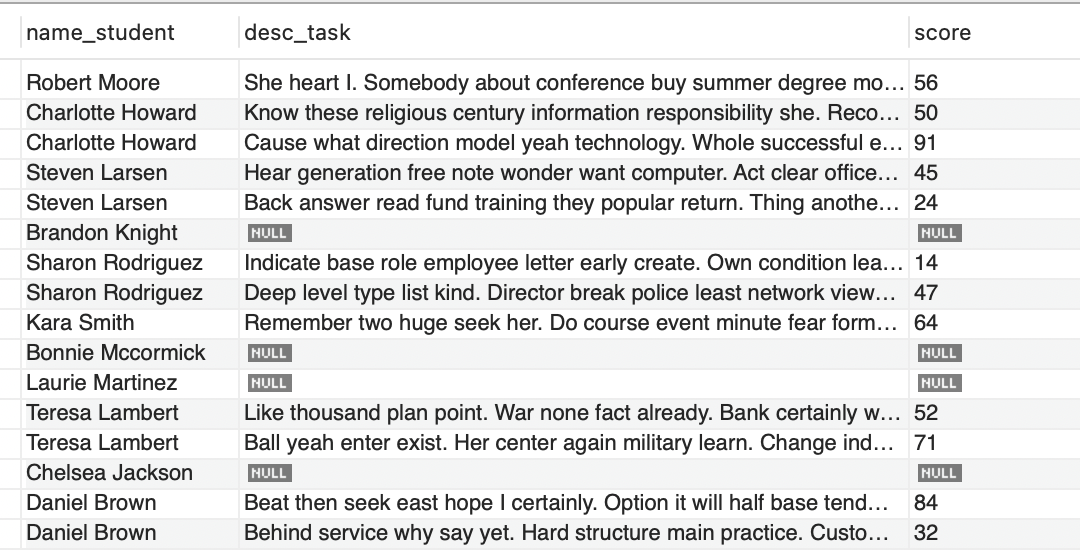 name_student desc_task score
Robert Moore She heart I. Somebody about conference buy summer degree mo... 56
Charlotte Howard Know these religious century information responsibility she. Reco... 50
Charlotte Howard Cause what direction model yeah technology. Whole successful e... 91
Steven Larsen Hear generation free note wonder want computer. Act clear office... 45
Steven Larsen Back answer read fund training they popular return. Thing anothe... 24
Brandon Knight NULL NULL
Sharon Rodriguez Indicate base role employee letter early create. Own condition lea... 14
Sharon Rodriguez Deep level type list kind. Director break police least network view... 47
Kara Smith Remember two huge seek her. Do course event minute fear form... 64
Bonnie Mccormick NULL NULL
Laurie Martinez NULL NULL
Teresa Lambert Like thousand plan point. War none fact already. Bank certainly w... 52
Teresa Lambert Ball yeah enter exist. Her center again military learn. Change ind... 71
Chelsea Jackson NULL NULL
Daniel Brown Beat then seek east hope I certainly. Option it will half base tend... 84
Daniel Brown Behind service why say yet. Hard structure main practice. Custo... 32